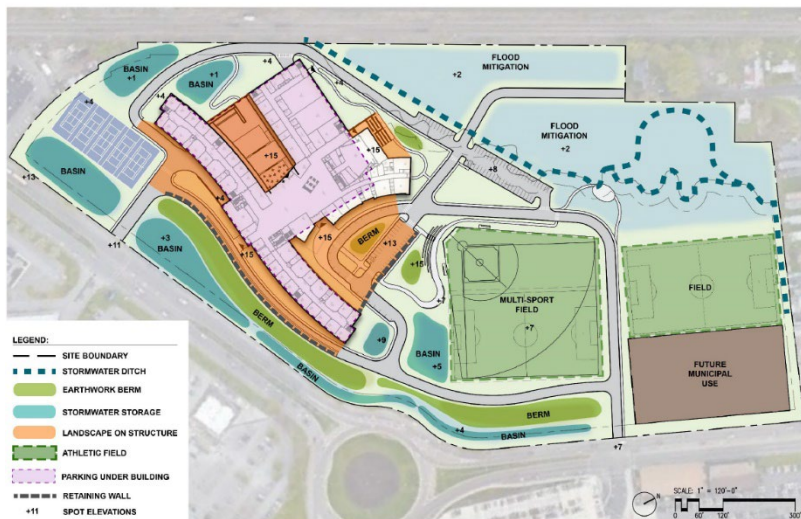 FLOOD
MITIGATION
+2
BASIN
+1
BASIN
+1
+4
+4
+4
+4
FLOOD
MITIGATION
+2
+15
+15
+8
BASIN
+13
+4
+3
BASIN
+11
+15
+15
BERM
+13
+15
+7
MULTI-SPORT
FIELD
+7
FIELD
BERM
+9
BASIN
+5
FUTURE
MUNICIPAL
USE
BASIN
BERM
+4
BASIN
+7
LEGEND:
SITE BOUNDARY
STORMWATER DITCH
EARTHWORK BERM
STORMWATER STORAGE
LANDSCAPE ON STRUCTURE
ATHLETIC FIELD
PARKING UNDER BUILDING
RETAINING WALL
+11 SPOT ELEVATIONS
N
SCALE: 1" = 120'-0"
0 60' 120' 300'